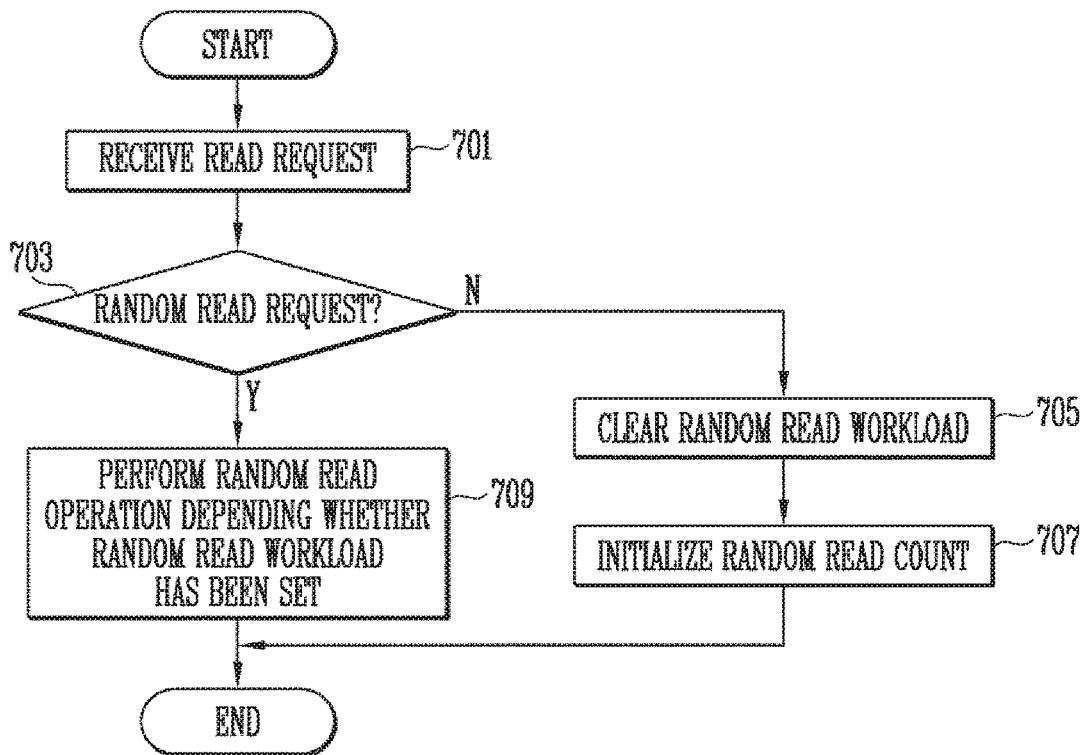 START
RECEIVE READ REQUEST
701
703
RANDOM READ REQUEST?
N
Y
CLEAR RANDOM READ WORKLOAD
705
PERFORM RANDOM READ
OPERATION DEPENDING WHETHER
RANDOM READ WORKLOAD
HAS BEEN SET
709
INITIALIZE RANDOM READ COUNT
707
END